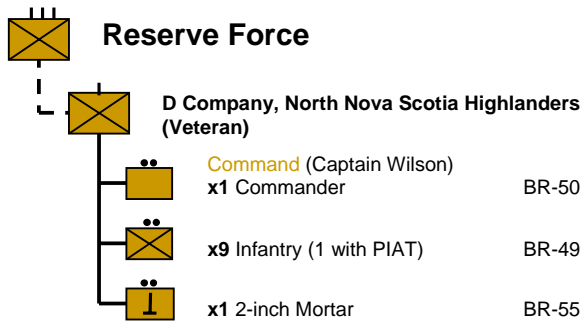 Reserve Force
D Company, North Nova Scotia Highlanders
(Veteran)
Command (Captain Wilson)
x1 Commander BR-50
x9 Infantry (1 with PIAT) BR-49
x1 2-inch Mortar BR-55